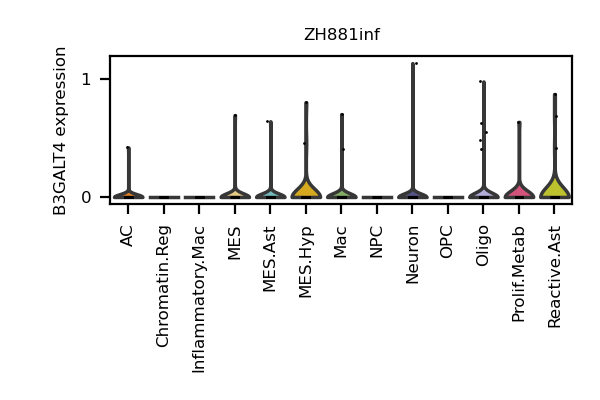 ZH881inf
B3GALT4 expression
1
0
AC
Chromatin.Reg
Inflammatory.Mac
MES
MES.Ast
MES.Hyp
Mac
NPC
Neuron
OPC
Oligo
Prolif.Metab
Reactive.Ast